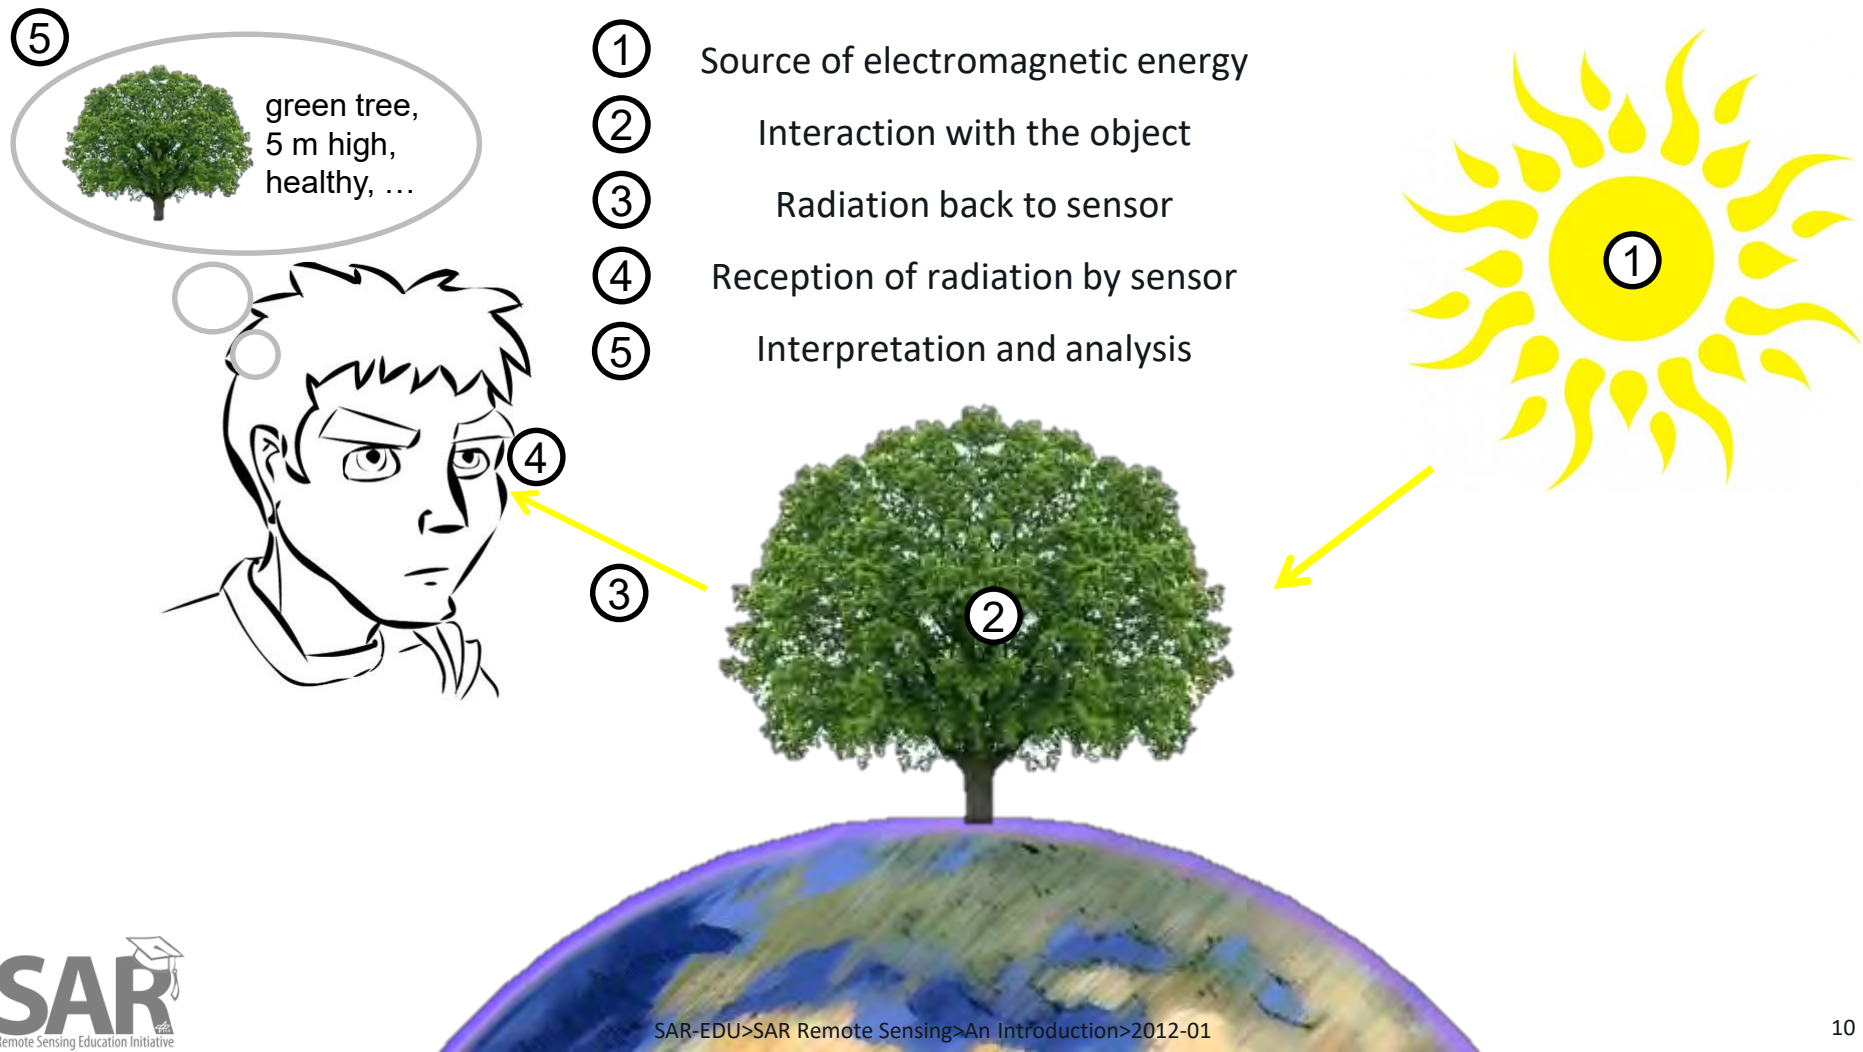 5
green tree,
5 m high,
healthy, …
1 Source of electromagnetic energy
2 Interaction with the object
3 Radiation back to sensor
4 Reception of radiation by sensor
5 Interpretation and analysis
1
4
3
2
SAR
Remote Sensing Education Initiative
SAR-EDU>SAR Remote Sensing>An Introduction>2012-01
10